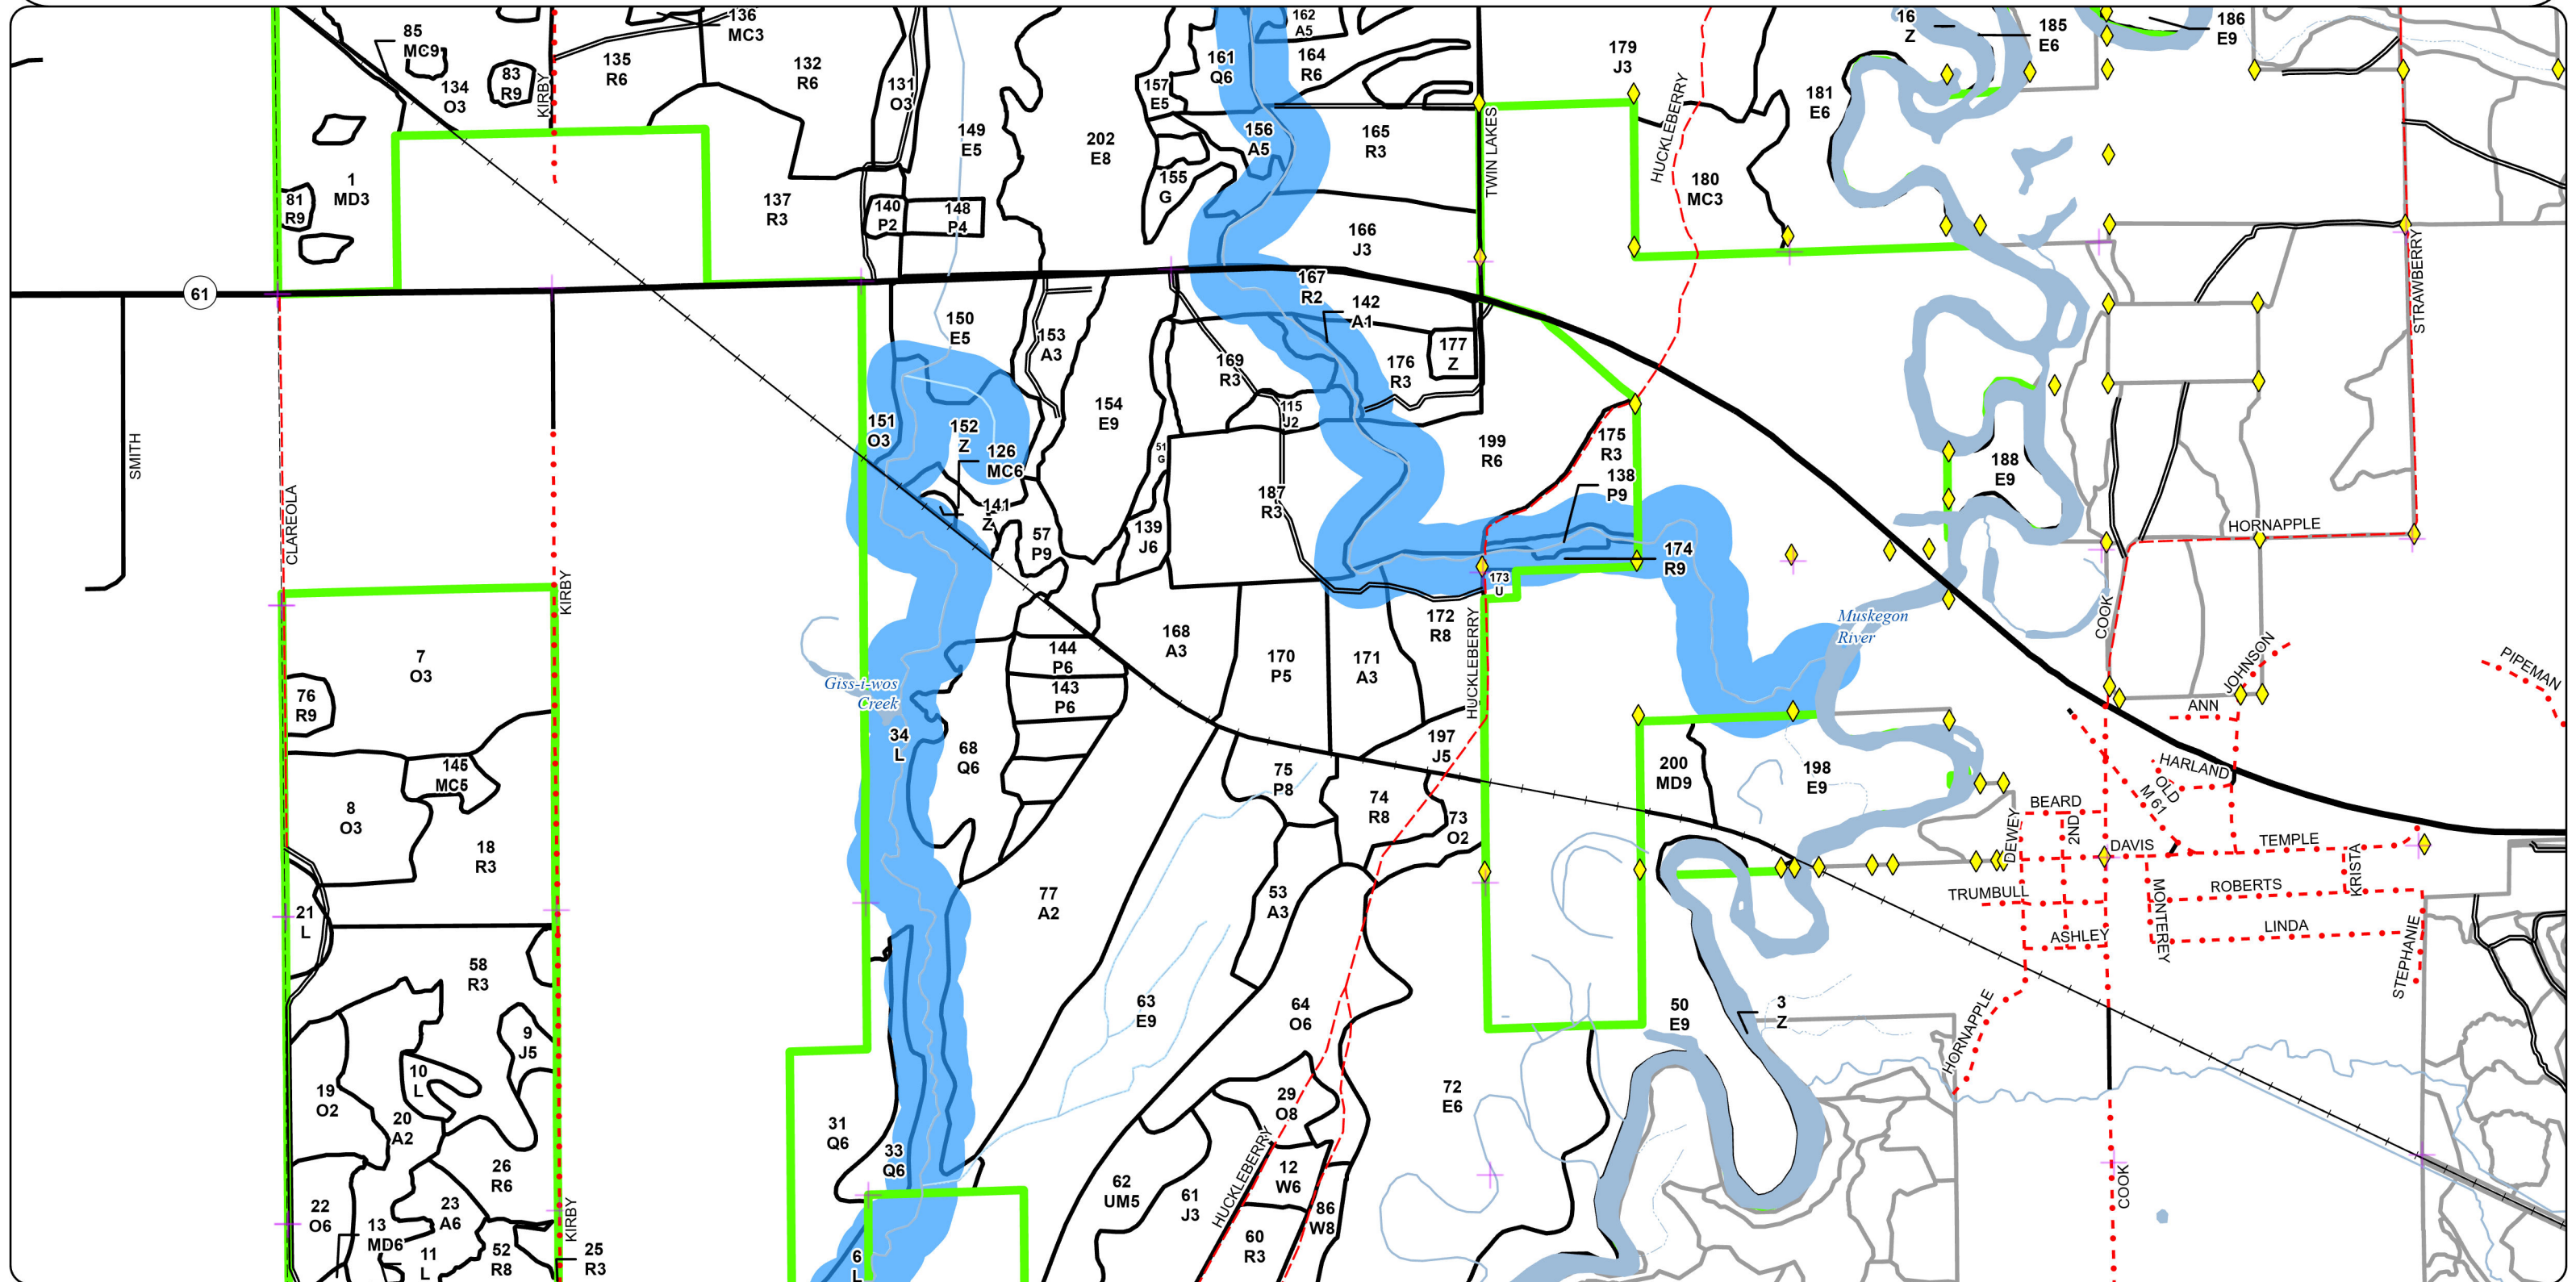 85
MC9
134
O3
83
R9
KIRBY
135
R6
136
MC3
132
R6
131
O3
149
E5
202
E8
157
E5
161
Q6
162
A5
164
R6
156
A5
165
R3
155
G
166
J3
TWIN LAKES
179
J3
HUCKLEBERRY
180
MC3
181
E6
16
Z
185
E6
186
E9
STRAWBERRY
1
MD3
81
R9
137
R3
140
P2
148
P4
61
SMITH
CLAREOLA
KIRBY
150
E5
153
A3
167
R2
142
A1
169
R3
176
R3
177
Z
115
J2
154
E9
151
O3
152
Z
126
MC6
141
Z
51
G
57
P9
139
J6
187
R3
199
R6
175
R3
138
P9
174
R9
173
U
188
E9
HORNAPPLE
COOK
Muskegon
River
JOHNSON
PIPEMAN
ANN
HARLAND
OLD
M 61
BEARD
DEWEY
2ND
DAVIS
TEMPLE
KRISTA
TRUMBULL
ROBERTS
MONTEREY
LINDA
ASHLEY
STEPHANIE
HORNAPPLE
COOK
7
O3
76
R9
145
MC5
8
O3
18
R3
21
L
58
R3
9
J5
10
L
19
O2
20
A2
26
R6
22
O6
13
MD6
23
A6
11
L
52
R8
25
R3
KIRBY
Giss-i-wos
Creek
34
L
68
Q6
144
P6
143
P6
168
A3
170
P5
171
A3
172
R8
HUCKLEBERRY
197
J5
75
P8
74
R8
73
O2
200
MD9
198
E9
77
A2
53
A3
63
E9
64
O6
50
E9
3
Z
72
E6
31
Q6
33
Q6
29
O8
HUCKLEBERRY
12
W6
62
UM5
61
J3
60
R3
86
W8
6
L